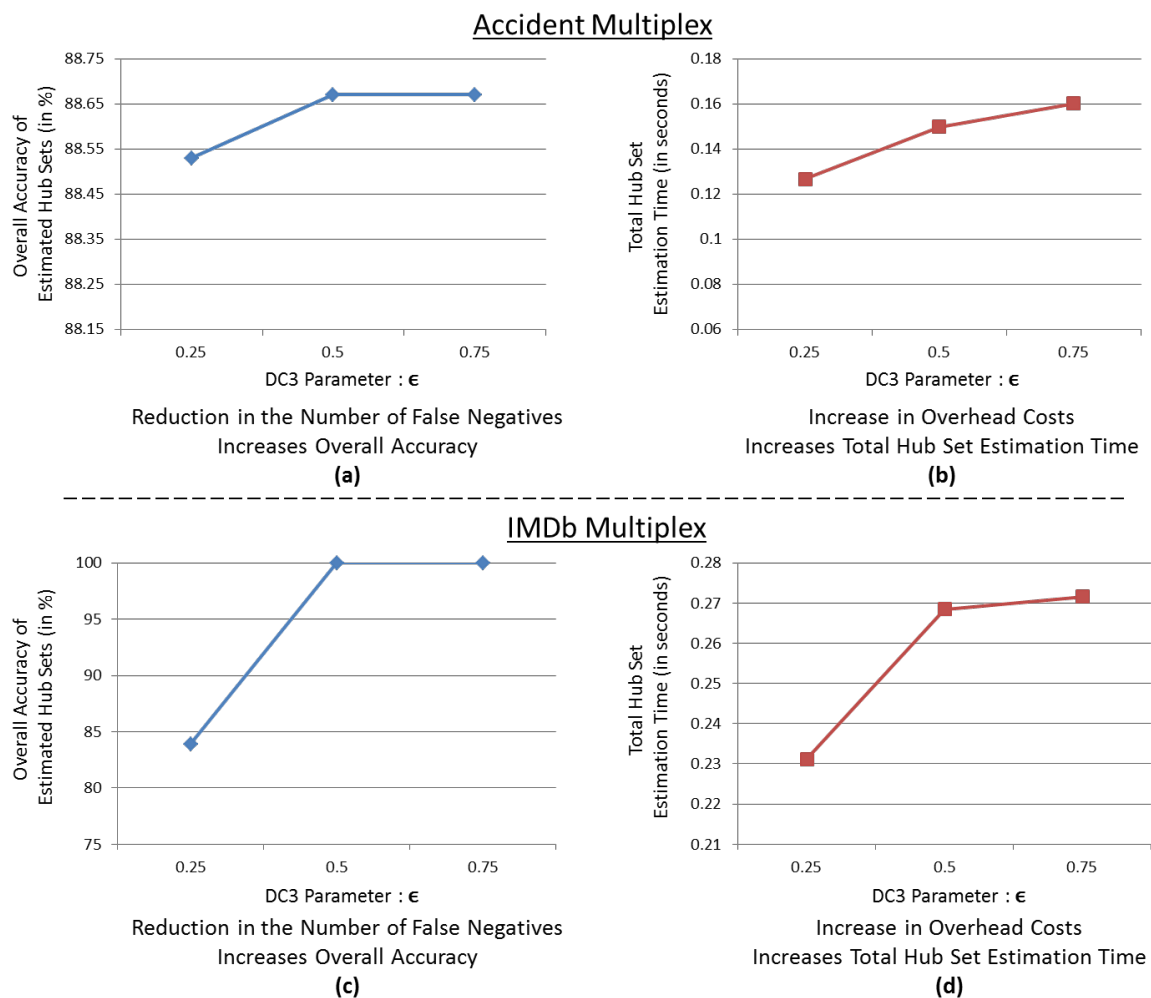 Accident Multiplex
Overall Accuracy of
Estimated Hub Sets (in %)
88.75
88.65
88.55
88.45
88.35
88.25
88.15
0.25
0.5
0.75
DC3 Parameter : ϵ
Reduction in the Number of False Negatives
Increases Overall Accuracy
(a)
Total Hub Set
Estimation Time (in seconds)
0.18
0.16
0.14
0.12
0.1
0.08
0.06
0.25
0.5
0.75
DC3 Parameter : ϵ
Increase in Overhead Costs
Increases Total Hub Set Estimation Time
(b)
IMDb Multiplex
Overall Accuracy of
Estimated Hub Sets (in %)
100
95
90
85
80
75
0.25
0.5
0.75
DC3 Parameter : ϵ
Reduction in the Number of False Negatives
Increases Overall Accuracy
(c)
Total Hub Set
Estimation Time (in seconds)
0.28
0.27
0.26
0.25
0.24
0.23
0.22
0.21
0.25
0.5
0.75
DC3 Parameter : ϵ
Increase in Overhead Costs
Increases Total Hub Set Estimation Time
(d)